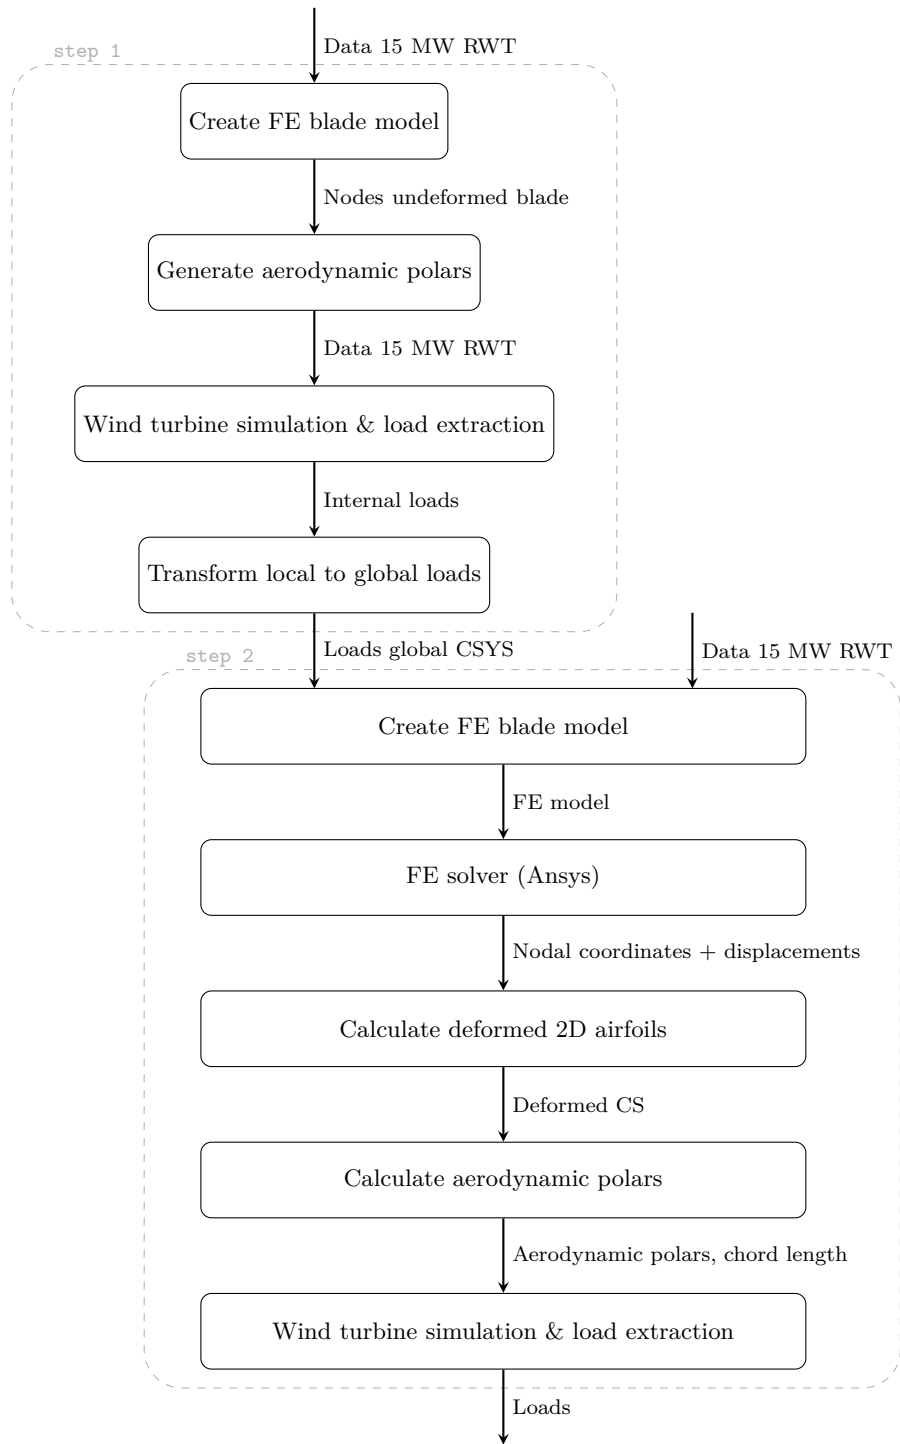 Data 15 MW RWT
step 1
Create FE blade model
Nodes undeformed blade
Generate aerodynamic polars
Data 15 MW RWT
Wind turbine simulation & load extraction
Internal loads
Transform local to global loads
Loads global CSYS
Data 15 MW RWT
step 2
Create FE blade model
FE model
FE solver (Ansys)
Nodal coordinates + displacements
Calculate deformed 2D airfoils
Deformed CS
Calculate aerodynamic polars
Aerodynamic polars, chord length
Wind turbine simulation & load extraction
Loads